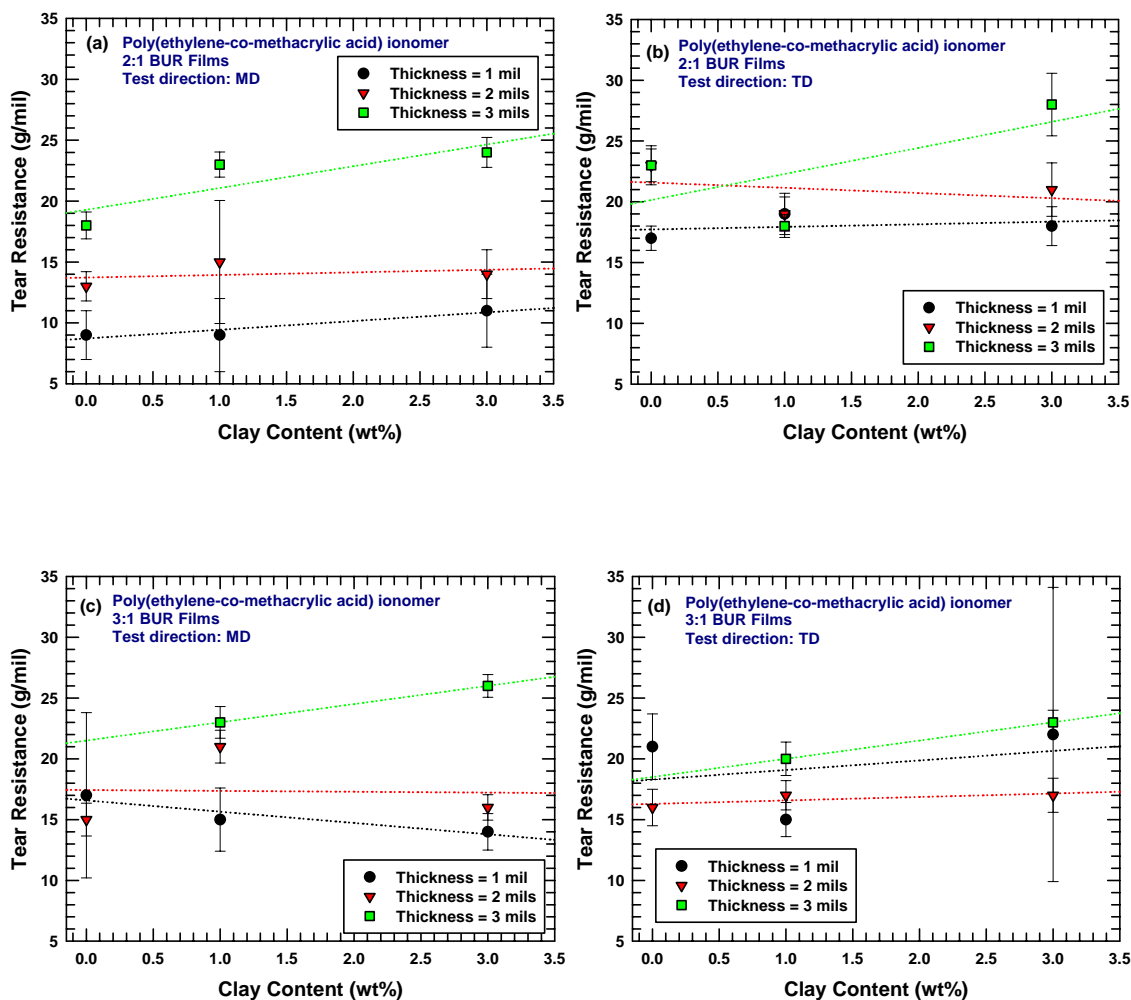 (a)
Poly(ethylene-co-methacrylic acid) ionomer
2:1 BUR Films
Test direction: MD
Thickness = 1 mil
Thickness = 2 mils
Thickness = 3 mils
Tear Resistance (g/mil)
35
30
25
20
15
10
5
0.0 0.5 1.0 1.5 2.0 2.5 3.0 3.5
Clay Content (wt%)
(b)
Poly(ethylene-co-methacrylic acid) ionomer
2:1 BUR Films
Test direction: TD
Thickness = 1 mil
Thickness = 2 mils
Thickness = 3 mils
Tear Resistance (g/mil)
35
30
25
20
15
10
5
0.0 0.5 1.0 1.5 2.0 2.5 3.0 3.5
Clay Content (wt%)
(c)
Poly(ethylene-co-methacrylic acid) ionomer
3:1 BUR Films
Test direction: MD
Thickness = 1 mil
Thickness = 2 mils
Thickness = 3 mils
Tear Resistance (g/mil)
35
30
25
20
15
10
5
0.0 0.5 1.0 1.5 2.0 2.5 3.0 3.5
Clay Content (wt%)
(d)
Poly(ethylene-co-methacrylic acid) ionomer
3:1 BUR Films
Test direction: TD
Thickness = 1 mil
Thickness = 2 mils
Thickness = 3 mils
Tear Resistance (g/mil)
35
30
25
20
15
10
5
0.0 0.5 1.0 1.5 2.0 2.5 3.0 3.5
Clay Content (wt%)